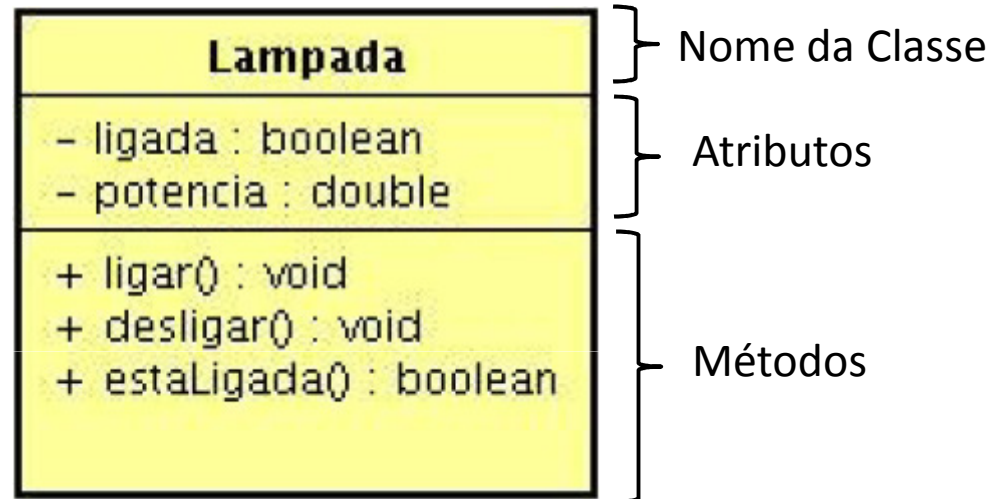 Lampada
Nome da Classe
- ligada : boolean
- potencia : double
Atributos
+ ligar() : void
+ desligar() : void
+ estaLigada() : boolean
Métodos